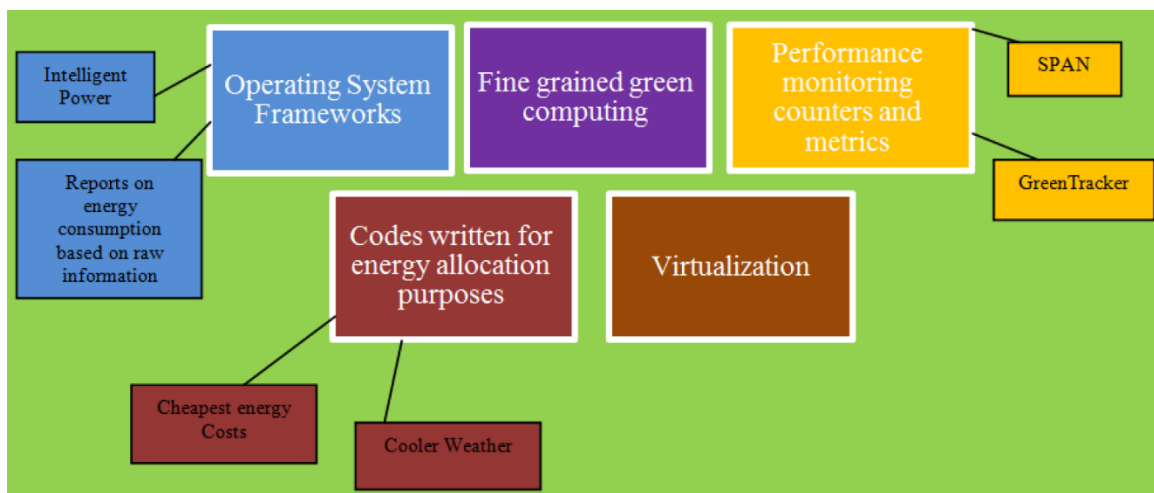 Intelligent
Power
Operating System
Frameworks
Fine grained green
computing
Performance
monitoring
counters and
metrics
SPAN
Reports on
energy
consumption
based on raw
information
GreenTracker
Codes written for
energy allocation
purposes
Virtualization
Cheapest energy
Costs
Cooler Weather